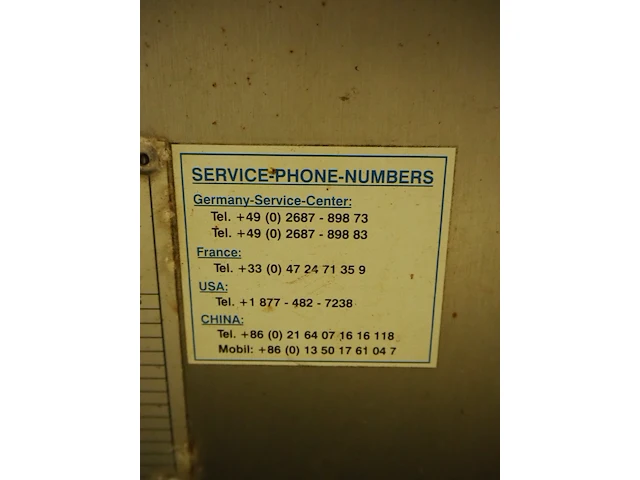 SERVICE-PHONE-NUMBERS
Germany-Service-Center:
Tel. +49 (0) 2687 - 898 73
Tel. +49 (0) 2687 - 898 83
France:
Tel. +33 (0) 47 24 71 35 9
USA:
Tel. +1 877 - 482 - 7238
CHINA:
Tel. +86 (0) 21 64 07 16 16 118
Mobil: +86 (0) 13 50 17 61 04 7